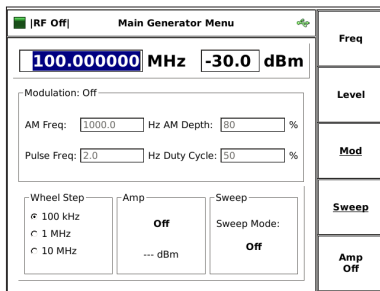 |RF Off| Main Generator Menu
100.000000 MHz -30.0 dBm
Modulation: Off
AM Freq: 1000.0 Hz AM Depth: 80 %
Pulse Freq: 2.0 Hz Duty Cycle: 50 %
Wheel Step
100 kHz
1 MHz
10 MHz
Amp
Off
--- dBm
Sweep
Sweep Mode:
Off
Freq
Level
Mod
Sweep
Amp
Off